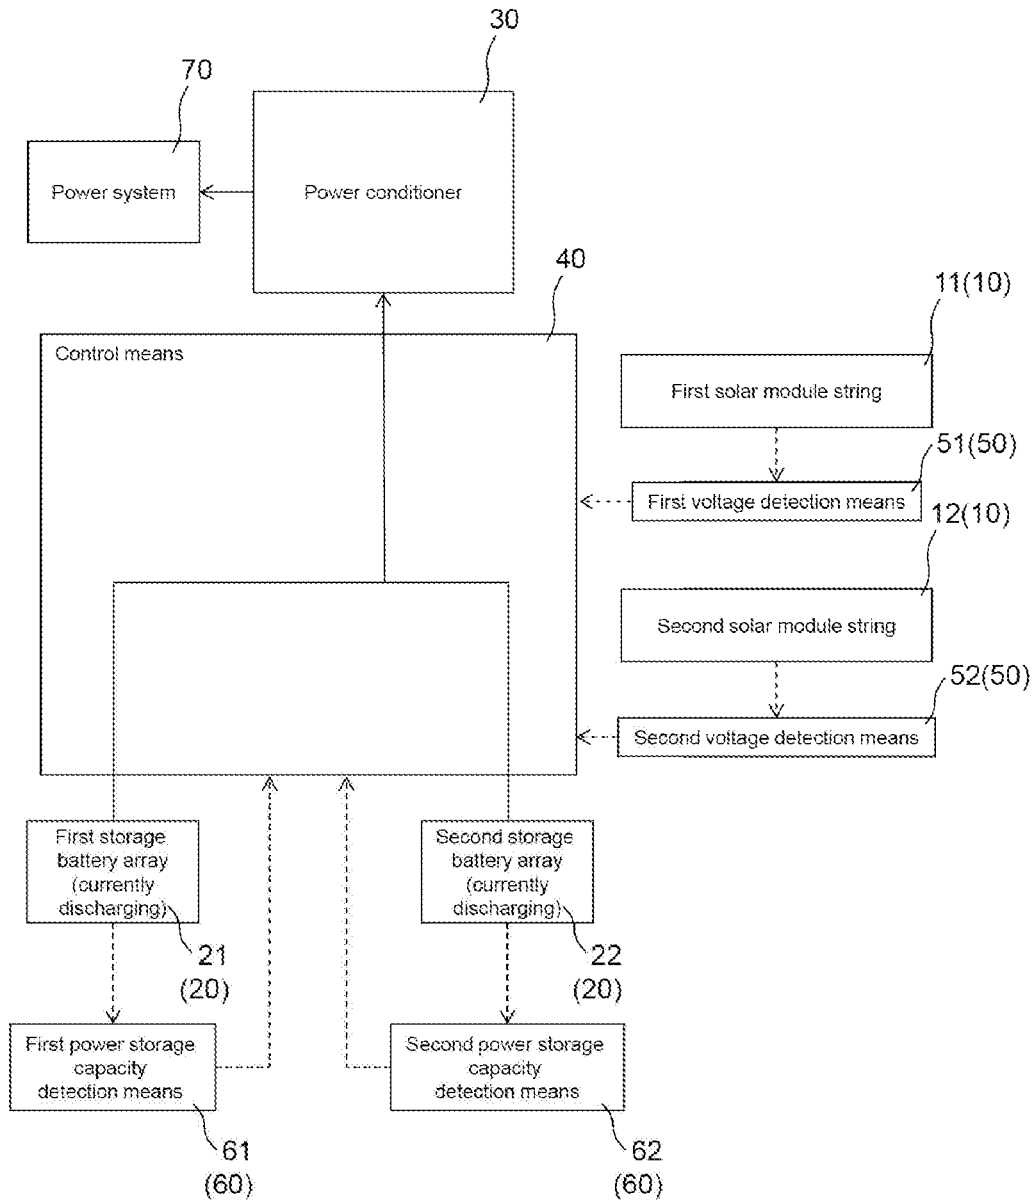 30
70
Power system
Power conditioner
40
11(10)
Control means
First solar module string
51(50)
First voltage detection means
12(10)
Second solar module string
52(50)
Second voltage detection means
First storage
battery array
(currently
discharging)
21
(20)
Second storage
battery array
(currently
discharging)
22
(20)
First power storage
capacity
detection means
61
(60)
Second power storage
capacity
detection means
62
(60)